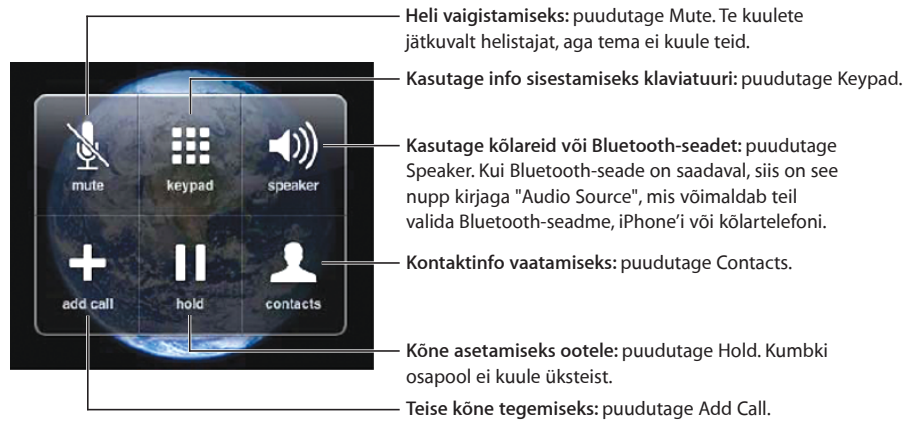 Heli vaigistamiseks: puudutage Mute. Te kuulete
jätkuvalt helistajat, aga tema ei kuule teid.
Kasutage info sisestamiseks klaviatuuri: puudutage Keypad.
Kasutage kõlareid või Bluetooth-seadet: puudutage
Speaker. Kui Bluetooth-seade on saadaval, siis on see
nupp kirjaga "Audio Source", mis võimaldab teil
valida Bluetooth-seadme, iPhone'i või kõlartelefoni.
Kontaktinfo vaatamiseks: puudutage Contacts.
Kõne asetamiseks ootele: puudutage Hold. Kumbki
osapool ei kuule üksteist.
Teise kõne tegemiseks: puudutage Add Call.
mute keypad speaker
add call hold contacts